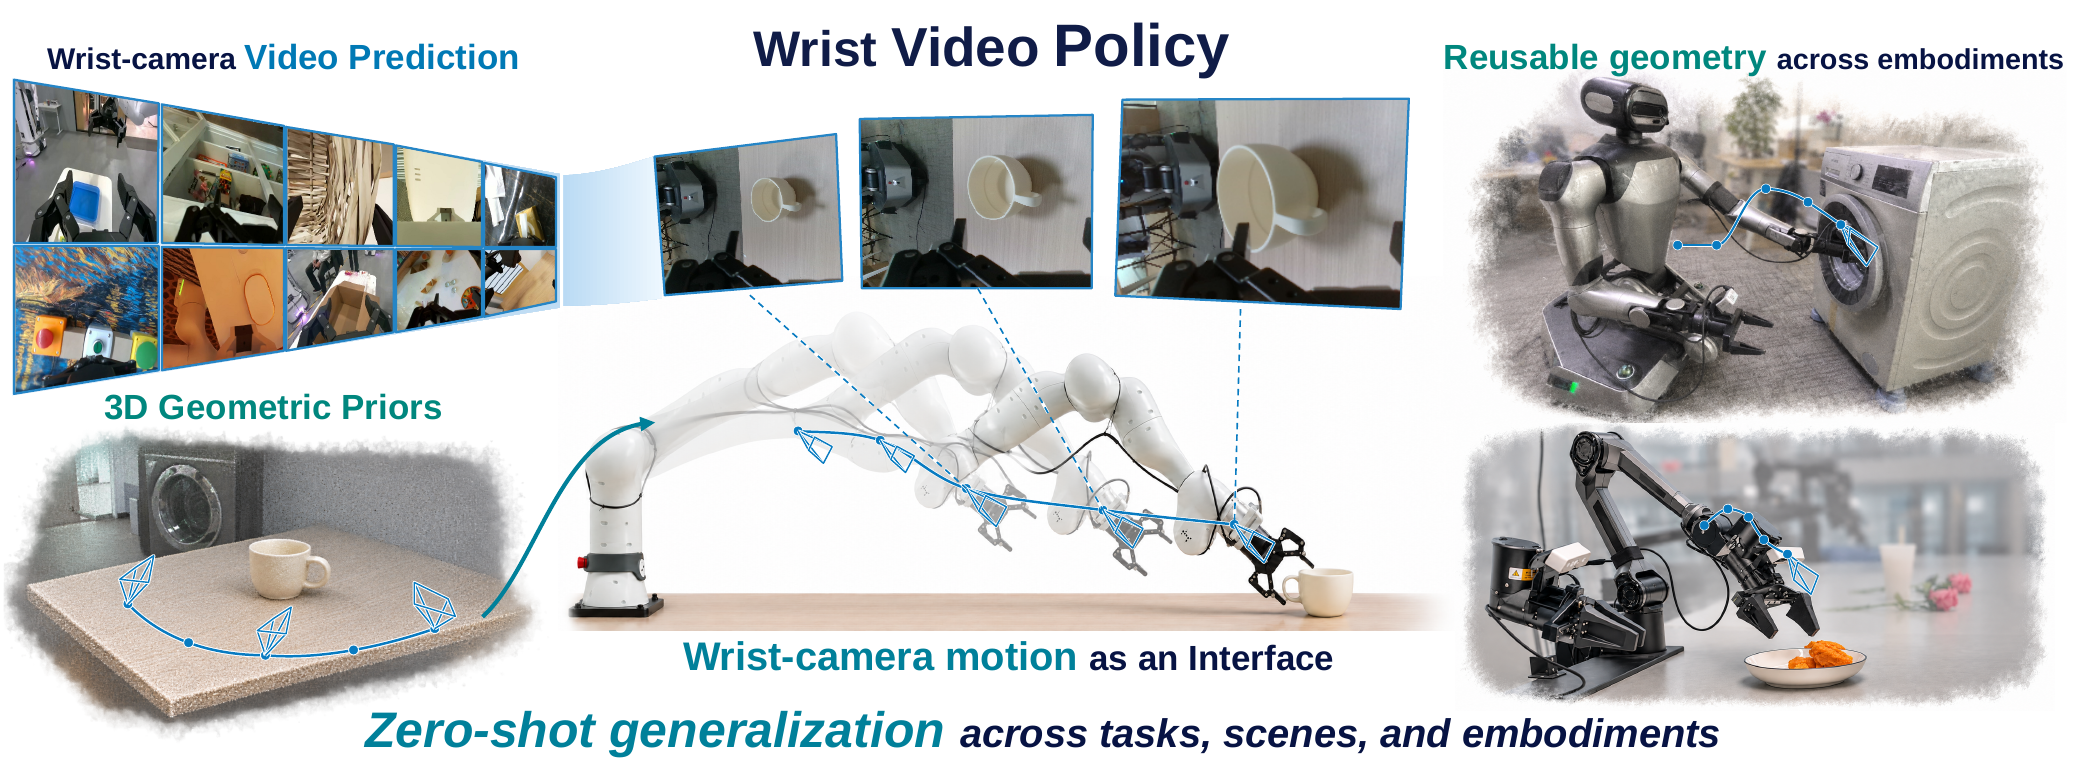 Wrist Video Policy
Wrist-camera Video Prediction
Reusable geometry across embodiments
3D Geometric Priors
Wrist-camera motion as an Interface
Zero-shot generalization across tasks, scenes, and embodiments